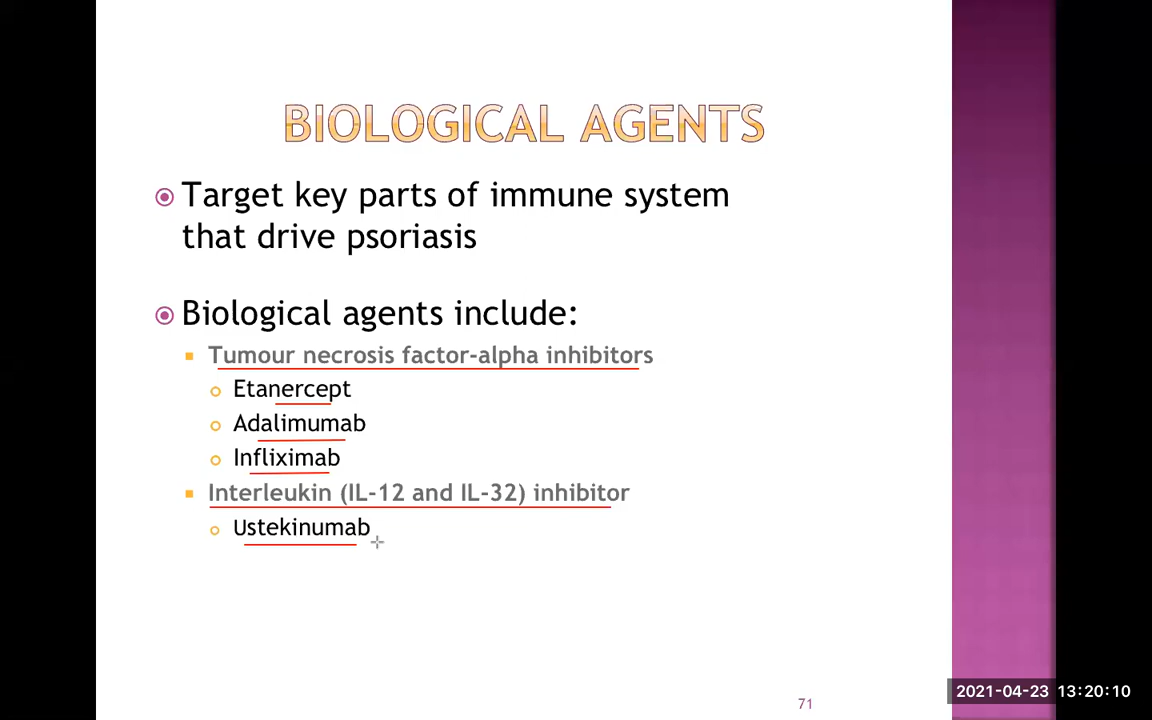 BIOLOGICAL AGENTS
Target key parts of immune system
that drive psoriasis
Biological agents include:
Tumour necrosis factor-alpha inhibitors
Etanercept
Adalimumab
Infliximab
Interleukin (IL-12 and IL-32) inhibitor
Ustekinumab
71
2021-04-23 13:20:10